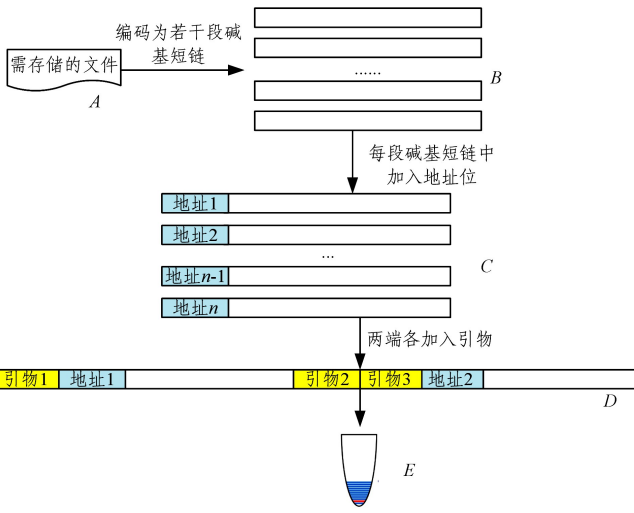 编码为若干段碱
基短链
需存储的文件
A
......
B
每段碱基短链中
加入地址位
地址1
地址2
...
地址n-1
C
地址n
两端各加入引物
引物1 地址1 引物2 引物3 地址2
D
E